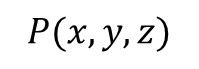 P(x, y, z)